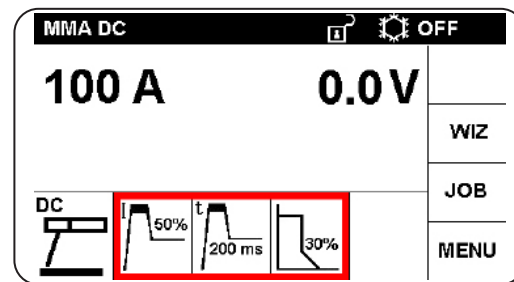 MMA DC OFF
100 A 0.0 V
WIZ
JOB
DC
I 50%
t 200 ms
30%
MENU